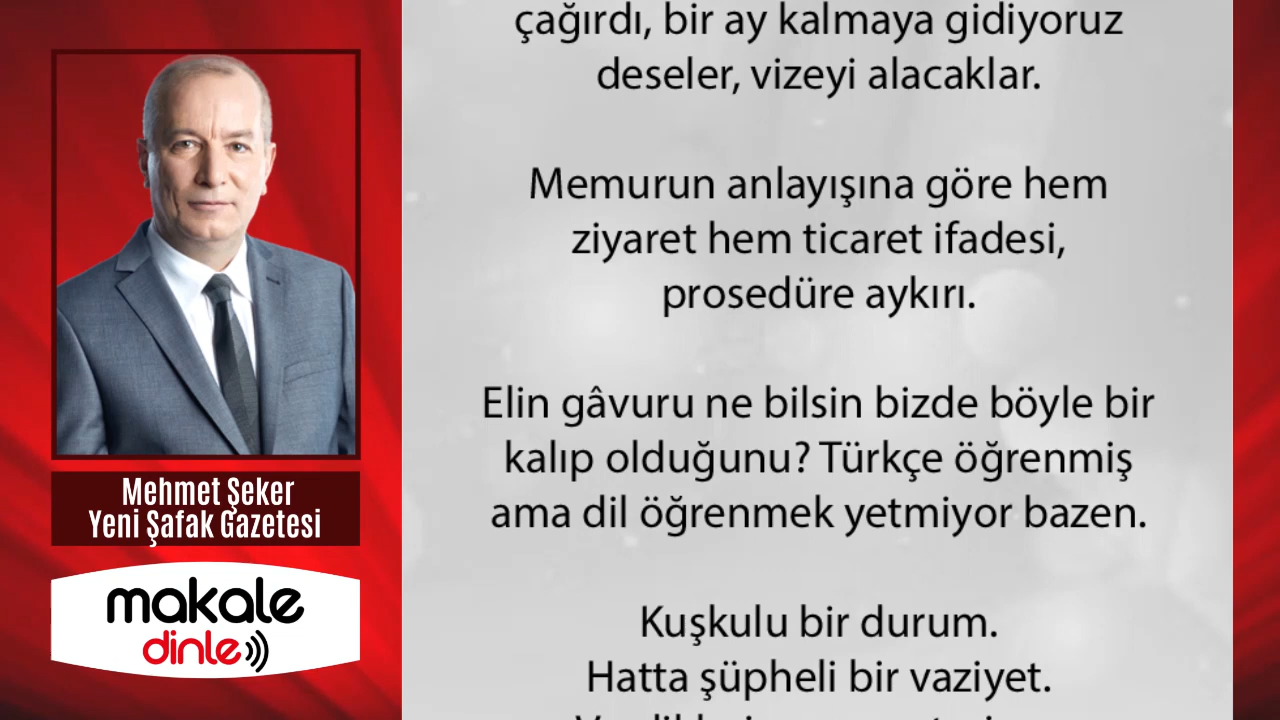 çağırdı, bir ay kalmaya gidiyoruz
deseler, vizeyi alacaklar.
Memurun anlayışına göre hem
ziyaret hem ticaret ifadesi,
prosedüre aykırı.
Elin gâvuru ne bilsin bizde böyle bir
kalıp olduğunu? Türkçe öğrenmiş
ama dil öğrenmek yetmiyor bazen.
Kuşkulu bir durum.
Hatta şüpheli bir vaziyet.
Mehmet Şeker
Yeni Şafak Gazetesi
makale
dinle